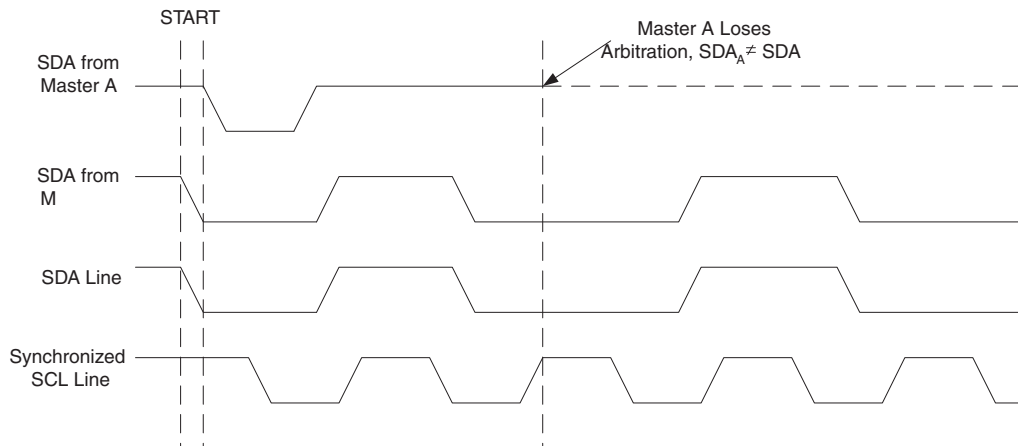 START
SDA from
Master A
Master A Loses
Arbitration, SDA_A ≠ SDA
SDA from
M
SDA Line
Synchronized
SCL Line